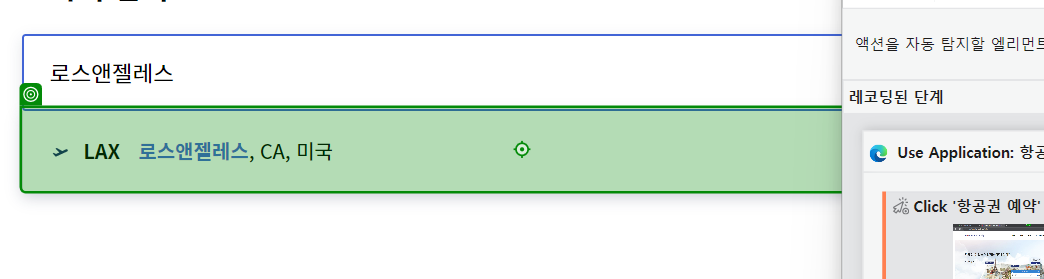 로스앤젤레스
LAX 로스앤젤레스, CA, 미국
액션을 자동 탐지할 엘리먼트
레코딩된 단계
Use Application: 항공
Click '항공권 예약'